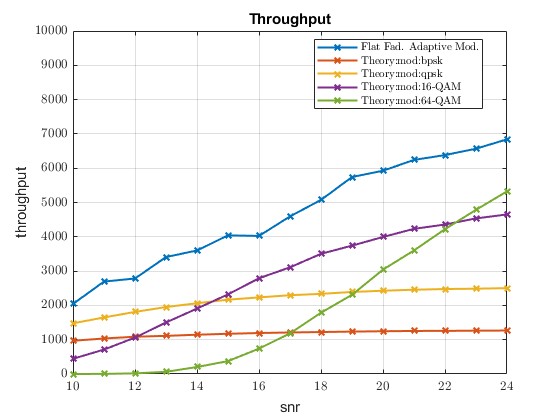 Throughput
10000
9000
8000
7000
6000
5000
4000
3000
2000
1000
0
throughput
Flat Fad. Adaptive Mod.
Theory:mod:bpsk
Theory:mod:qpsk
Theory:mod:16-QAM
Theory:mod:64-QAM
10 12 14 16 18 20 22 24
snr